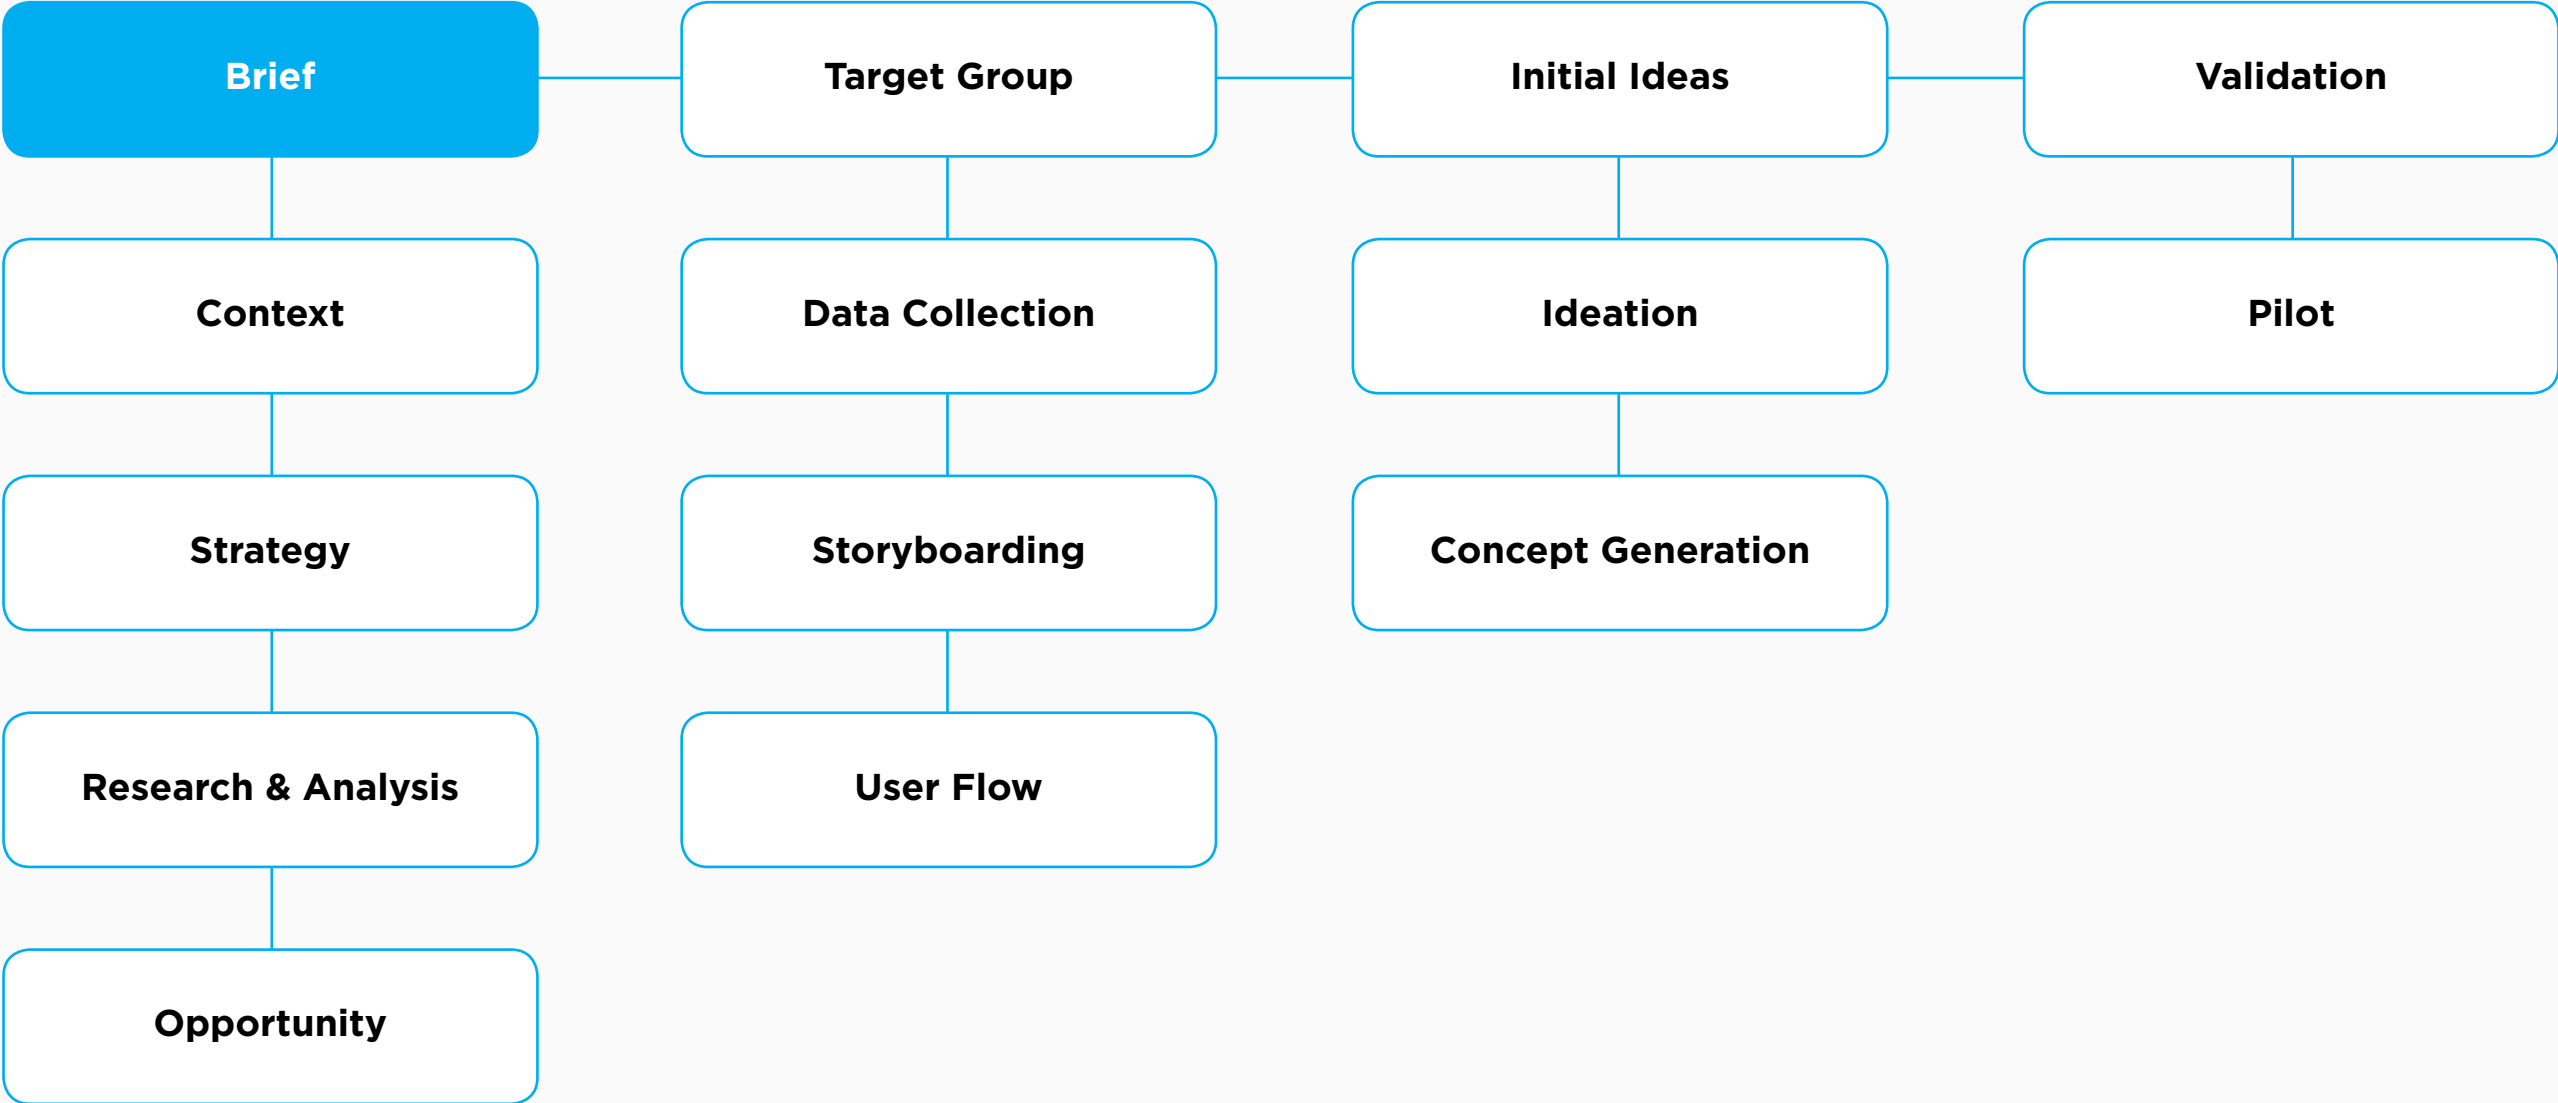 Brief
Target Group
Initial Ideas
Validation
Context
Data Collection
Ideation
Pilot
Strategy
Storyboarding
Concept Generation
Research & Analysis
User Flow
Opportunity